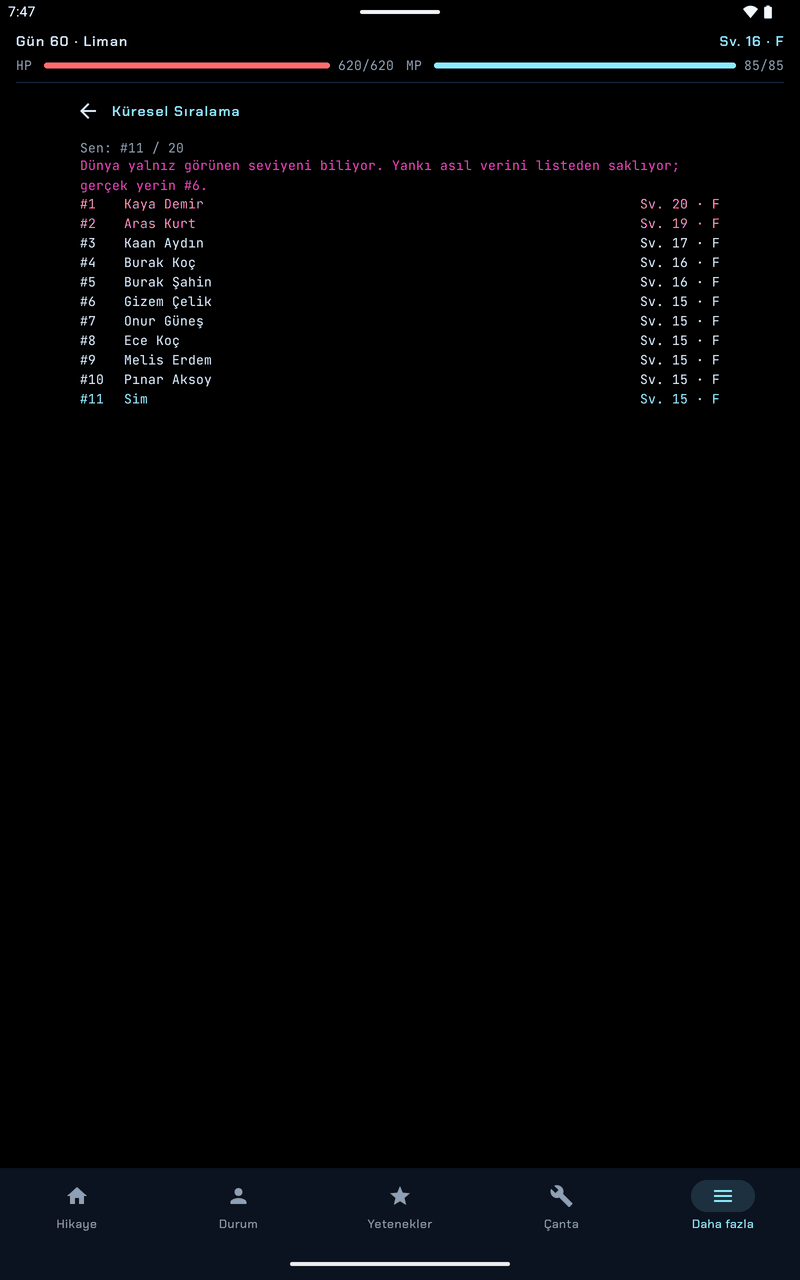 7:47
Gün 60 · Liman
Sv. 16 · F
HP 620/620 MP 85/85
Küresel Sıralama
Sen: #11 / 20
Dünya yalnız görünen seviyeni biliyor. Yankı asıl verini listeden saklıyor;
gerçek yerin #6.
#1 Kaya Demir Sv. 20 · F
#2 Aras Kurt Sv. 19 · F
#3 Kaan Aydın Sv. 17 · F
#4 Burak Koç Sv. 16 · F
#5 Burak Şahin Sv. 16 · F
#6 Gizem Çelik Sv. 15 · F
#7 Onur Güneş Sv. 15 · F
#8 Ece Koç Sv. 15 · F
#9 Melis Erdem Sv. 15 · F
#10 Pınar Aksoy Sv. 15 · F
#11 Sim Sv. 15 · F
Hikaye Durum Yetenekler Çanta Daha fazla